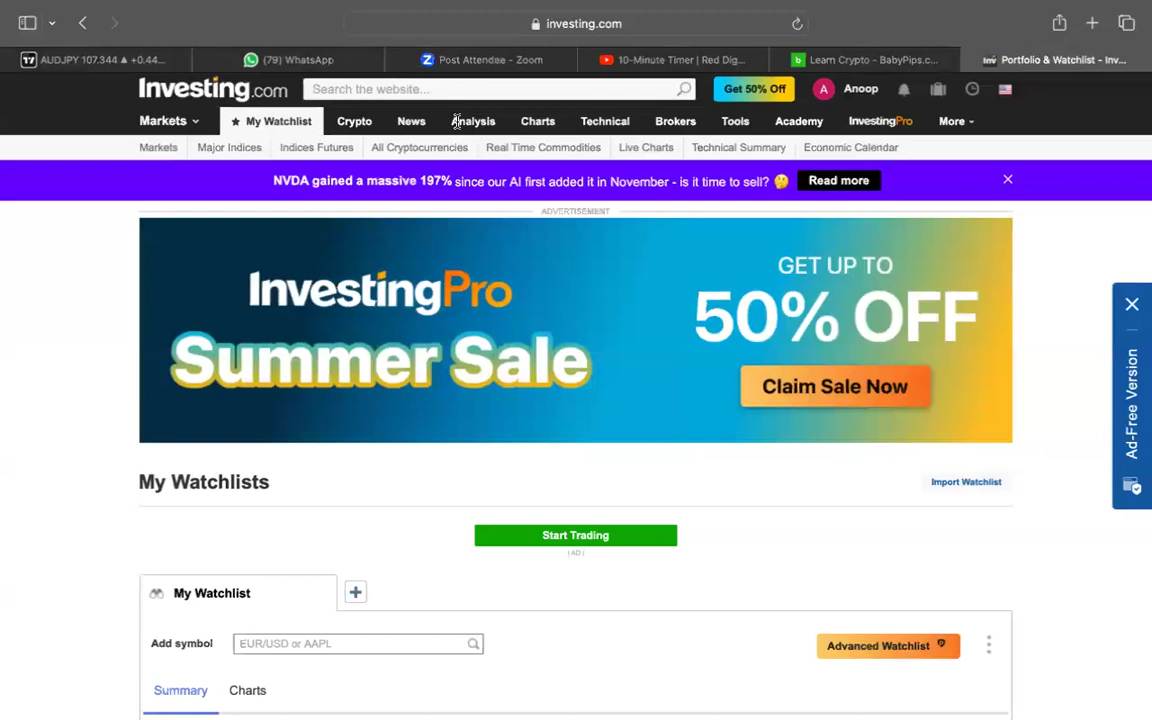 investing.com
AUDJPY 107.344 ▲ +0.44...
(79) WhatsApp
Post Attendee - Zoom
10-Minute Timer | Red Dig...
Learn Crypto - BabyPips.c...
Portfolio & Watchlist - Inv...
Investing.com
Search the website...
Get 50% Off
A
Anoop
Markets
My Watchlist
Crypto
News
Analysis
Charts
Technical
Brokers
Tools
Academy
InvestingPro
More
Markets
Major Indices
Indices Futures
All Cryptocurrencies
Real Time Commodities
Live Charts
Technical Summary
Economic Calendar
NVDA gained a massive 197% since our AI first added it in November - is it time to sell? 🤔
Read more
ADVERTISEMENT
InvestingPro
Summer Sale
GET UP TO
50% OFF
Claim Sale Now
Ad-Free Version
My Watchlists
Import Watchlist
Start Trading
[AD]
My Watchlist
Add symbol
EUR/USD or AAPL
Advanced Watchlist
Summary
Charts